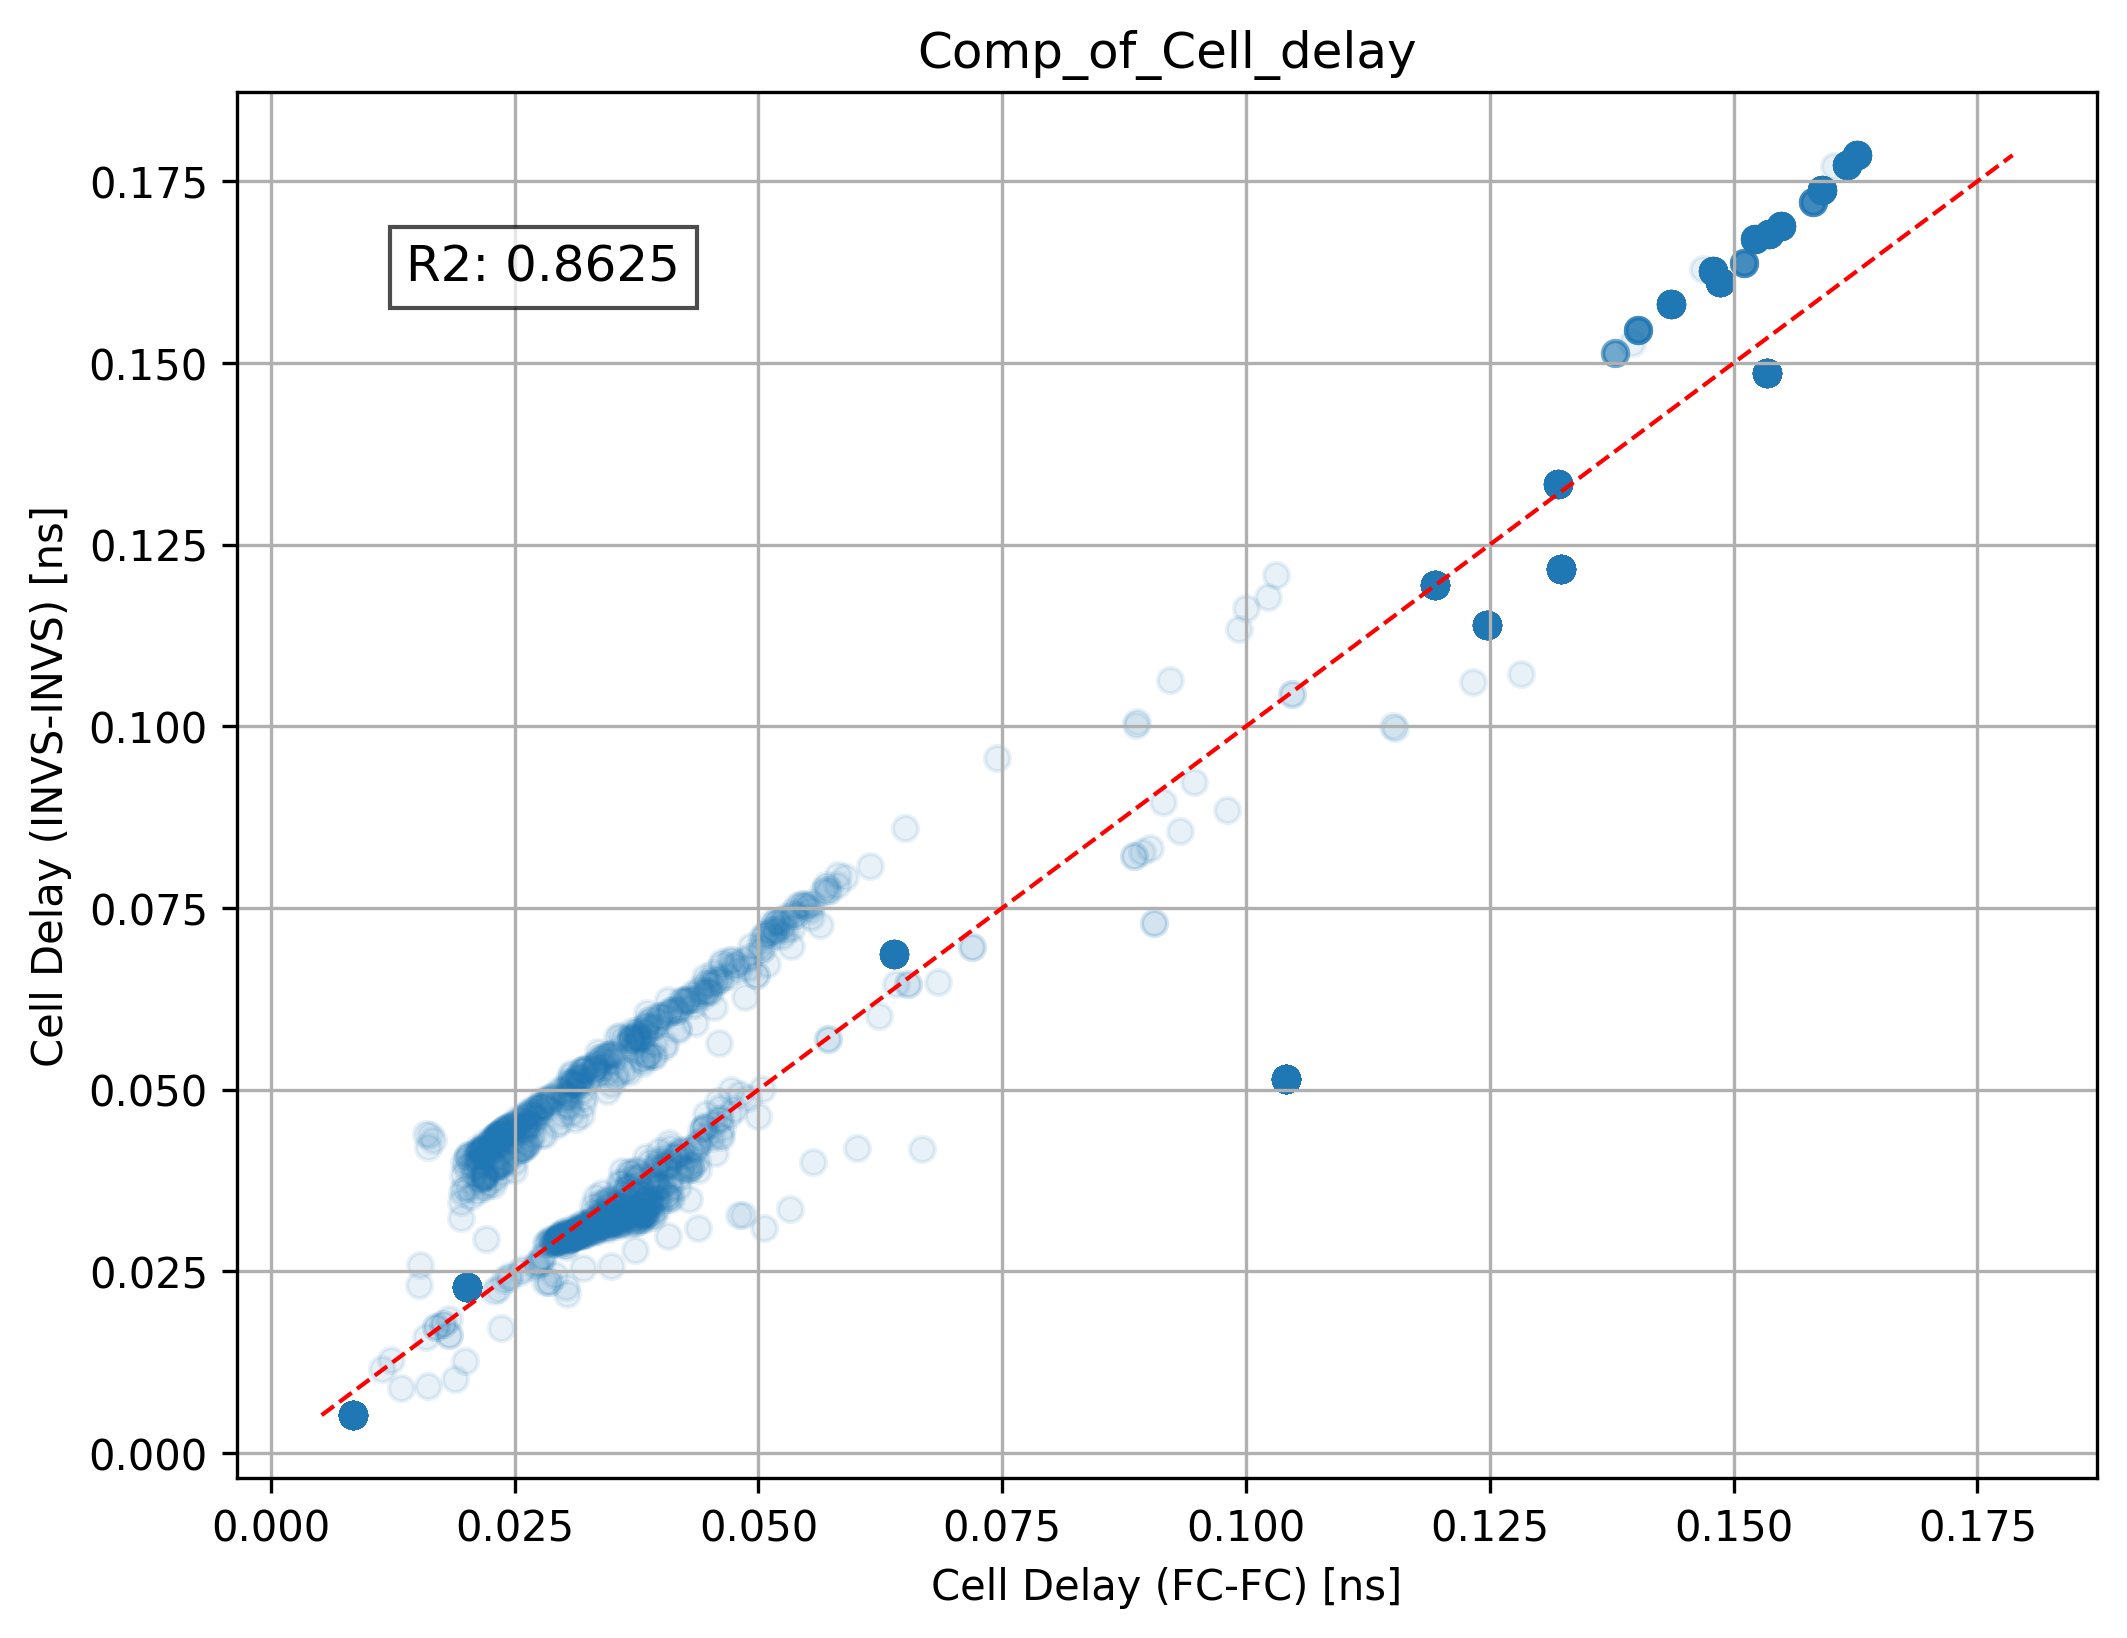 Comp_of_Cell_delay
R2: 0.8625
Cell Delay (INVS-INVS) [ns]
0.175
0.150
0.125
0.100
0.075
0.050
0.025
0.000
0.000 0.025 0.050 0.075 0.100 0.125 0.150 0.175
Cell Delay (FC-FC) [ns]